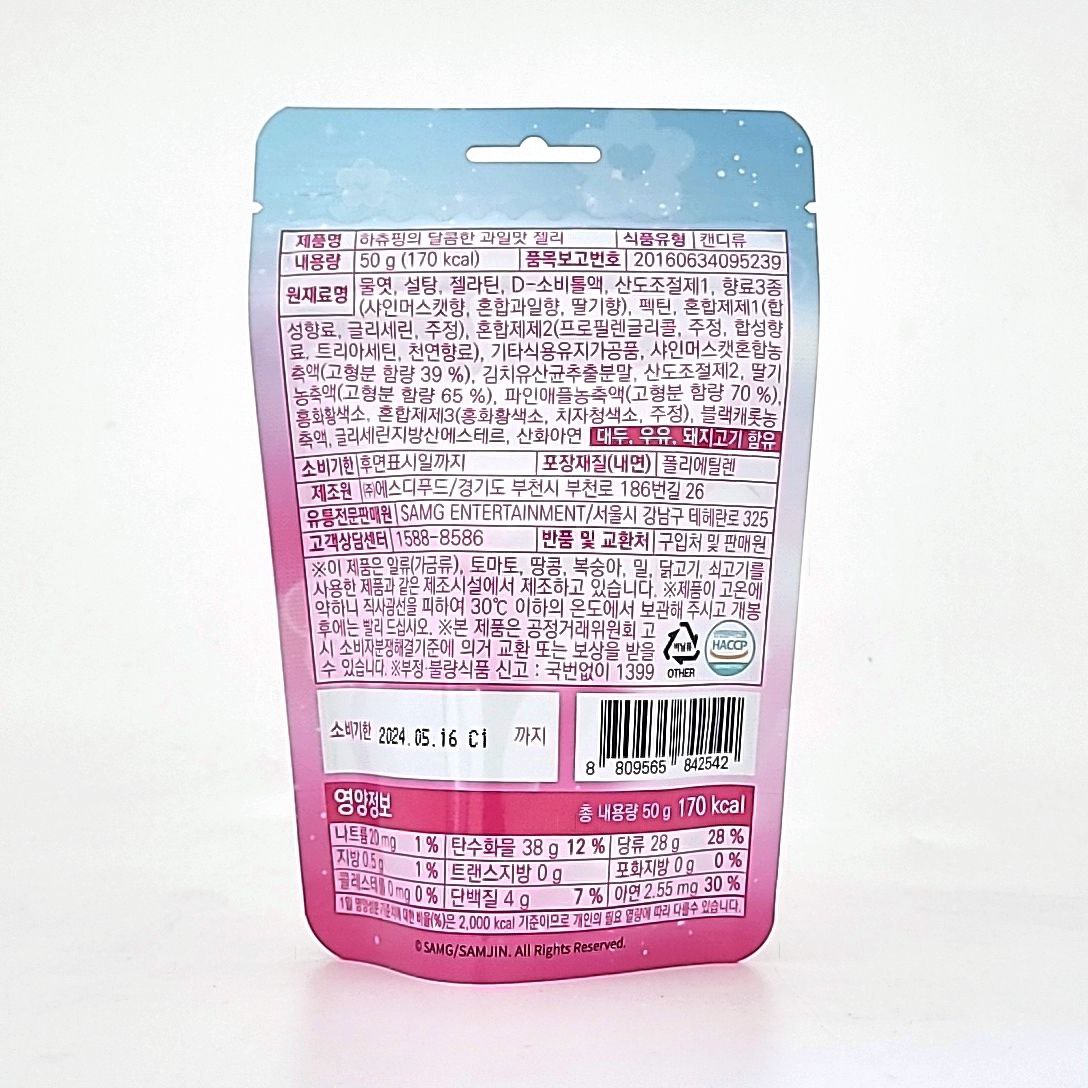 제품명 하츄핑의 달콤한 과일맛 젤리 식품유형 캔디류
내용량 50 g (170 kcal) 품목보고번호 20160634095239
원재료명 물엿, 설탕, 젤라틴, D-소비톨액, 산도조절제1, 향료3종
(샤인머스켓향, 혼합과일향, 딸기향), 펙틴, 혼합제제1(합
성향료, 글리세린, 주정), 혼합제제2(프로필렌글리콜, 주정, 합성향
료, 트리아세틴, 천연향료), 기타식용유지가공품, 샤인머스캣혼합농
축액(고형분 함량 39 %), 김치유산균추출분말, 산도조절제2, 딸기
농축액(고형분 함량 65 %), 파인애플농축액(고형분 함량 70 %),
홍화황색소, 혼합제제3(홍화황색소, 치자청색소, 주정), 블랙캐롯농
축액, 글리세린지방산에스테르, 산화아연 대두, 우유, 돼지고기 함유
소비기한 후면표시일까지 포장재질(내면) 폴리에틸렌
제조원 ㈜에스디푸드/경기도 부천시 부천로 186번길 26
유통전문판매원 SAMG ENTERTAINMENT/서울시 강남구 테헤란로 325
고객상담센터 1588-8586 반품 및 교환처 구입처 및 판매원
※이 제품은 알류(가금류), 토마토, 땅콩, 복숭아, 밀, 닭고기, 쇠고기를
사용한 제품과 같은 제조시설에서 제조하고 있습니다. ※제품이 고온에
약하니 직사광선을 피하여 30℃ 이하의 온도에서 보관해 주시고 개봉
후에는 빨리 드십시오. ※본 제품은 공정거래위원회 고
시 소비자분쟁해결기준에 의거 교환 또는 보상을 받을
수 있습니다. ※부정·불량식품 신고 : 국번없이 1399
비닐류
OTHER
HACCP
소비기한 2024.05.16 C1 까지
8 809565 842542
영양정보 총 내용량 50 g 170 kcal
나트륨 20 mg 1 % 탄수화물 38 g 12 % 당류 28 g 28 %
지방 0.5 g 1 % 트랜스지방 0 g 포화지방 0 g 0 %
콜레스테롤 0 mg 0 % 단백질 4 g 7 % 아연 2.55 mg 30 %
1일 영양성분 기준치에 대한 비율(%)은 2,000 kcal 기준이므로 개인의 필요 열량에 따라 다를수 있습니다.
© SAMG/SAMJIN. All Rights Reserved.